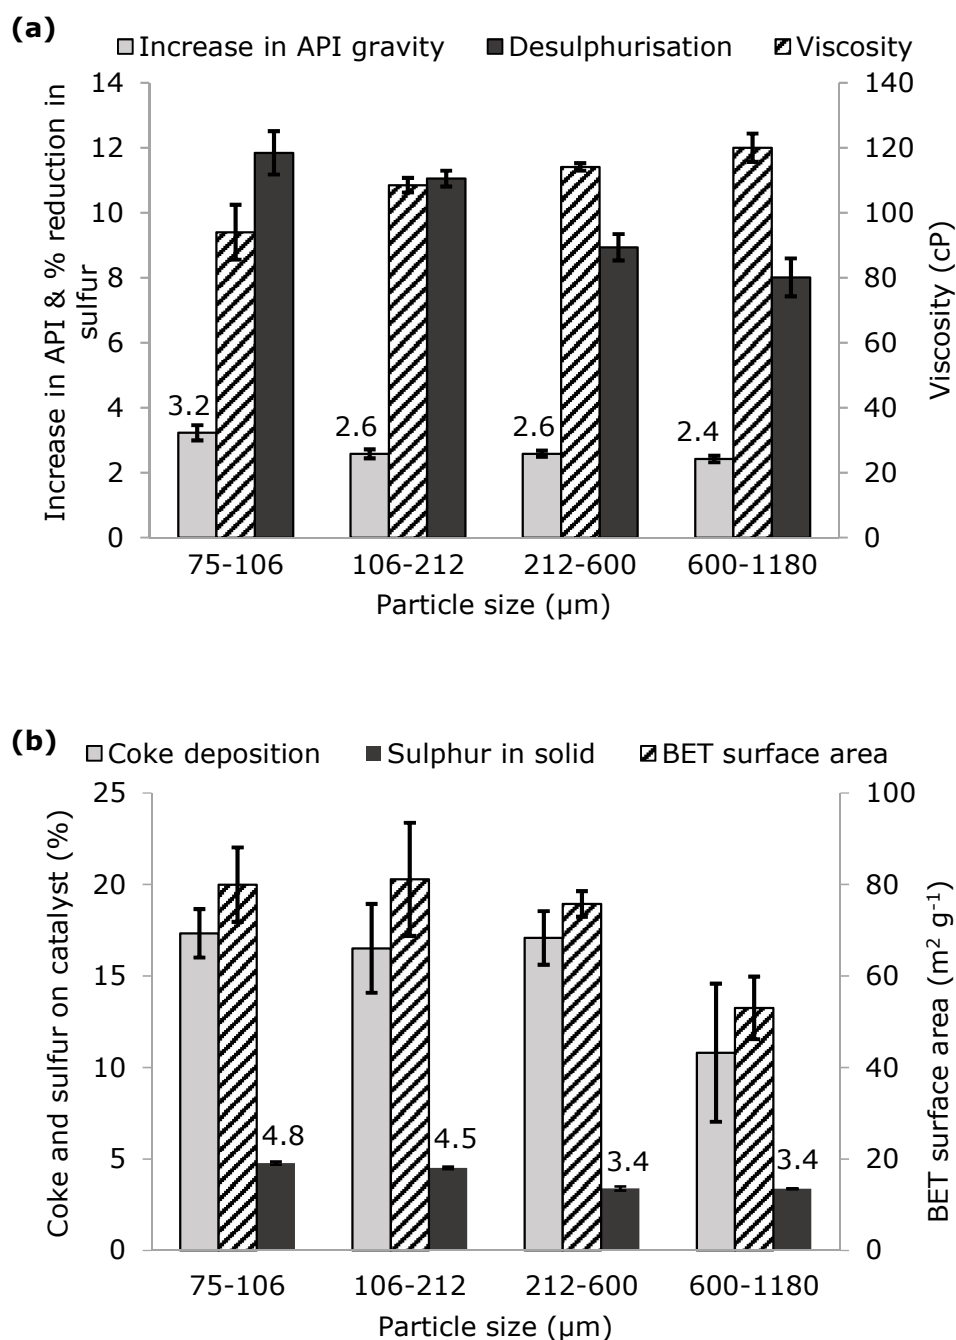 (a)
Increase in API gravity Desulphurisation Viscosity
Increase in API & % reduction in
sulfur
14
12
10
8
6
4
2
0
140
120
100
80
60
40
20
0
Viscosity (cP)
3.2
2.6
2.6
2.4
75-106 106-212 212-600 600-1180
Particle size (µm)
(b)
Coke deposition Sulphur in solid BET surface area
Coke and sulfur on catalyst (%)
25
20
15
10
5
0
100
80
60
40
20
0
BET surface area (m² g⁻¹)
4.8
4.5
3.4
3.4
75-106 106-212 212-600 600-1180
Particle size (µm)